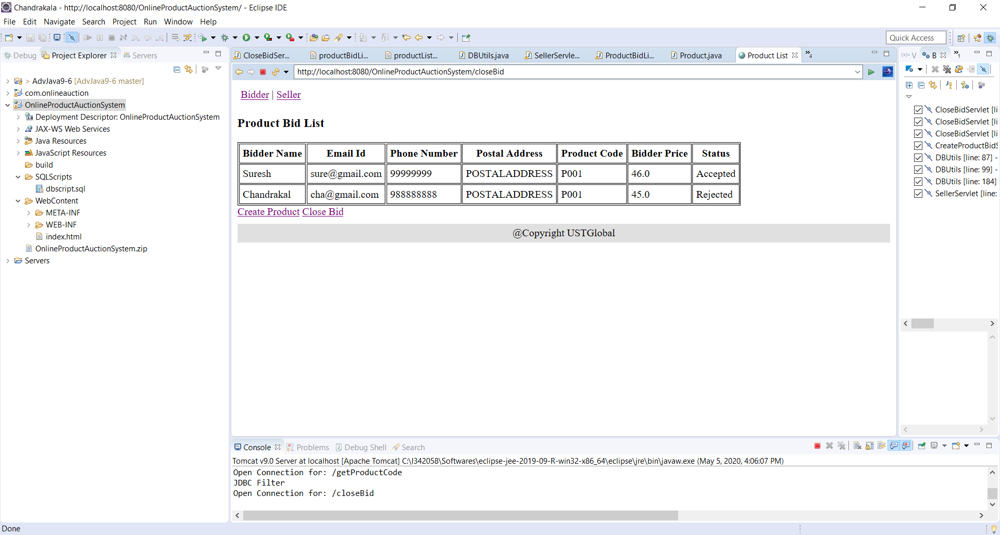 Chandrakala - http://localhost:8080/OnlineProductAuctionSystem/ - Eclipse IDE
File Edit Navigate Search Project Run Window Help
Quick Access
Debug Project Explorer Servers
CloseBidSer... productBidLi... productList... DBUtils.java SellerServle... ProductBidLi... Product.java Product List 4
(x)= V B 1
http://localhost:8080/OnlineProductAuctionSystem/closeBid
> AdvJava9-6 [AdvJava9-6 master]
com.onlineauction
OnlineProductAuctionSystem
Deployment Descriptor: OnlineProductAuctionSystem
JAX-WS Web Services
Java Resources
JavaScript Resources
build
SQLScripts
dbscript.sql
WebContent
META-INF
WEB-INF
index.html
OnlineProductAuctionSystem.zip
Servers
Bidder | Seller
Product Bid List
Bidder Name Email Id Phone Number Postal Address Product Code Bidder Price Status
Suresh sure@gmail.com 99999999 POSTALADDRESS P001 46.0 Accepted
Chandrakal cha@gmail.com 988888888 POSTALADDRESS P001 45.0 Rejected
Create Product Close Bid
@Copyright USTGlobal
CloseBidServlet [li
CloseBidServlet [li
CloseBidServlet [li
CreateProductBidS
DBUtils [line: 87] -
DBUtils [line: 99] -
DBUtils [line: 184]
SellerServlet [line:
Console Problems Debug Shell Search
Tomcat v9.0 Server at localhost [Apache Tomcat] C:\I342058\Softwares\eclipse-jee-2019-09-R-win32-x86_64\eclipse\jre\bin\javaw.exe (May 5, 2020, 4:06:07 PM)
Open Connection for: /getProductCode
JDBC Filter
Open Connection for: /closeBid
Done